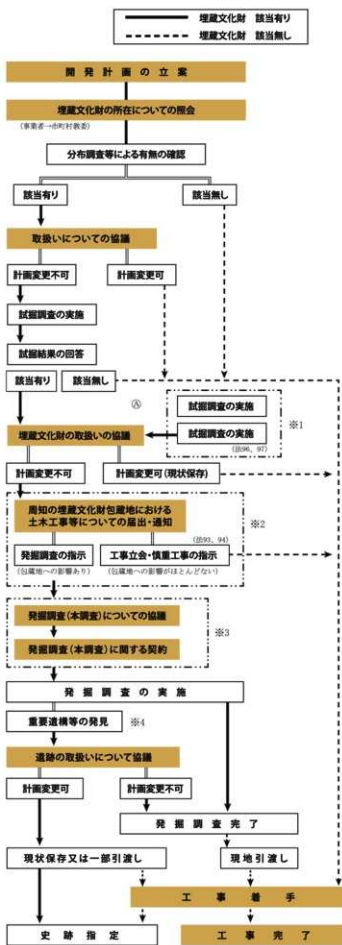 埋蔵文化財 該当有り
埋蔵文化財 該当無し
開発計画の立案
埋蔵文化財の所在についての照会
(事業者→市町村教委)
分布調査等による有無の確認
該当有り
該当無し
取扱いについての協議
計画変更不可
計画変更可
試掘調査の実施
試掘結果の回答
該当有り
該当無し
Ⓐ
試掘調査の実施
※1
埋蔵文化財の取扱いの協議
試掘調査の実施
(法96、97)
計画変更不可
計画変更可(現状保存)
周知の埋蔵文化財包蔵地における
土木工事等についての届出・通知
※2
(法93、94)
発掘調査の指示
工事立会・慎重工事の指示
(包蔵地への影響あり)
(包蔵地への影響がほとんどない)
発掘調査(本調査)についての協議
※3
発掘調査(本調査)に関する契約
発掘調査の実施
重要遺構等の発見
※4
遺跡の取扱いについて協議
計画変更可
計画変更不可
発掘調査完了
現状保存又は一部引渡し
現地引渡し
工事着手
史跡指定
工事完了